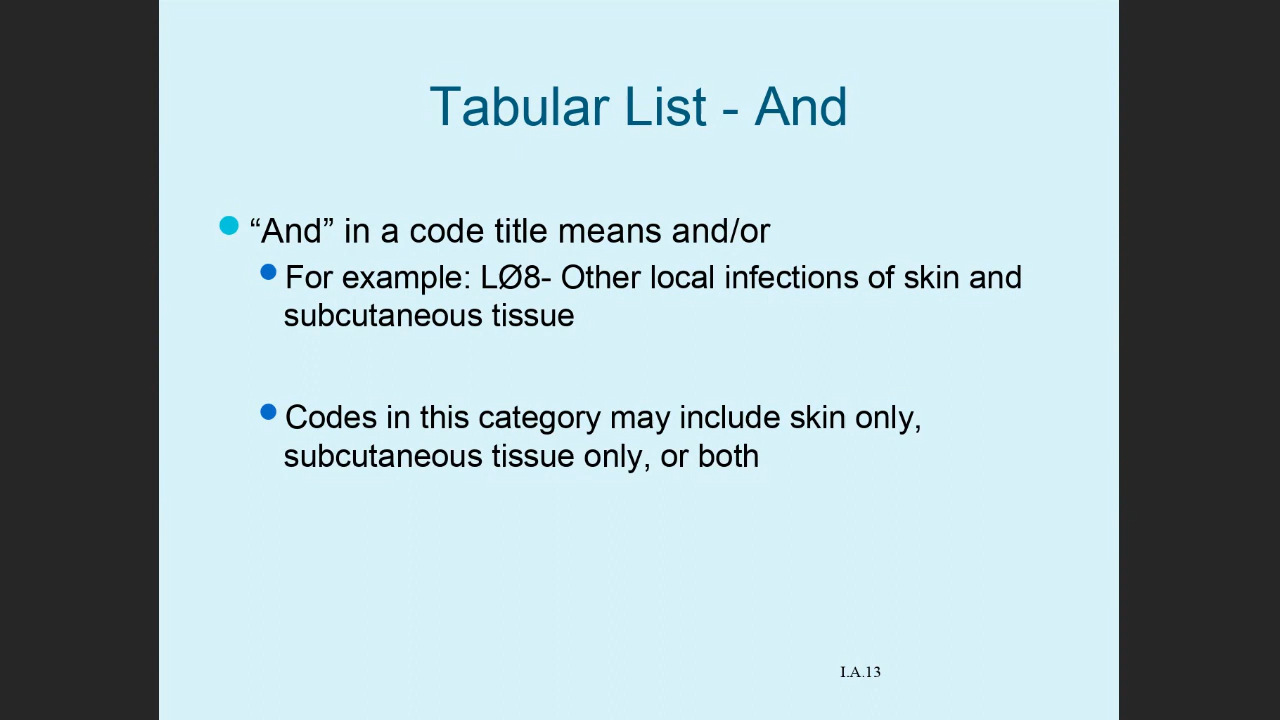 Tabular List - And
“And” in a code title means and/or
For example: LØ8- Other local infections of skin and
subcutaneous tissue
Codes in this category may include skin only,
subcutaneous tissue only, or both
I.A.13